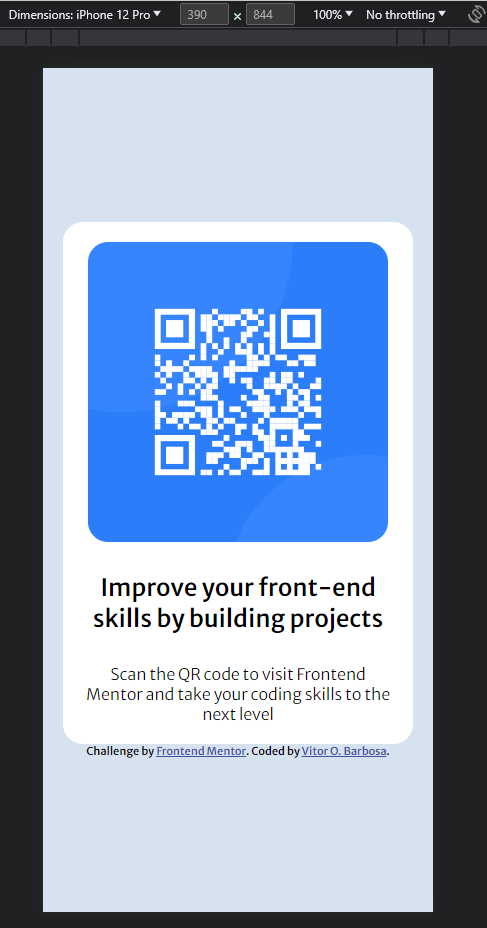 Dimensions: iPhone 12 Pro 390 × 844 100% No throttling
Improve your front-end
skills by building projects
Scan the QR code to visit Frontend
Mentor and take your coding skills to the
next level
Challenge by Frontend Mentor. Coded by Vitor O. Barbosa.